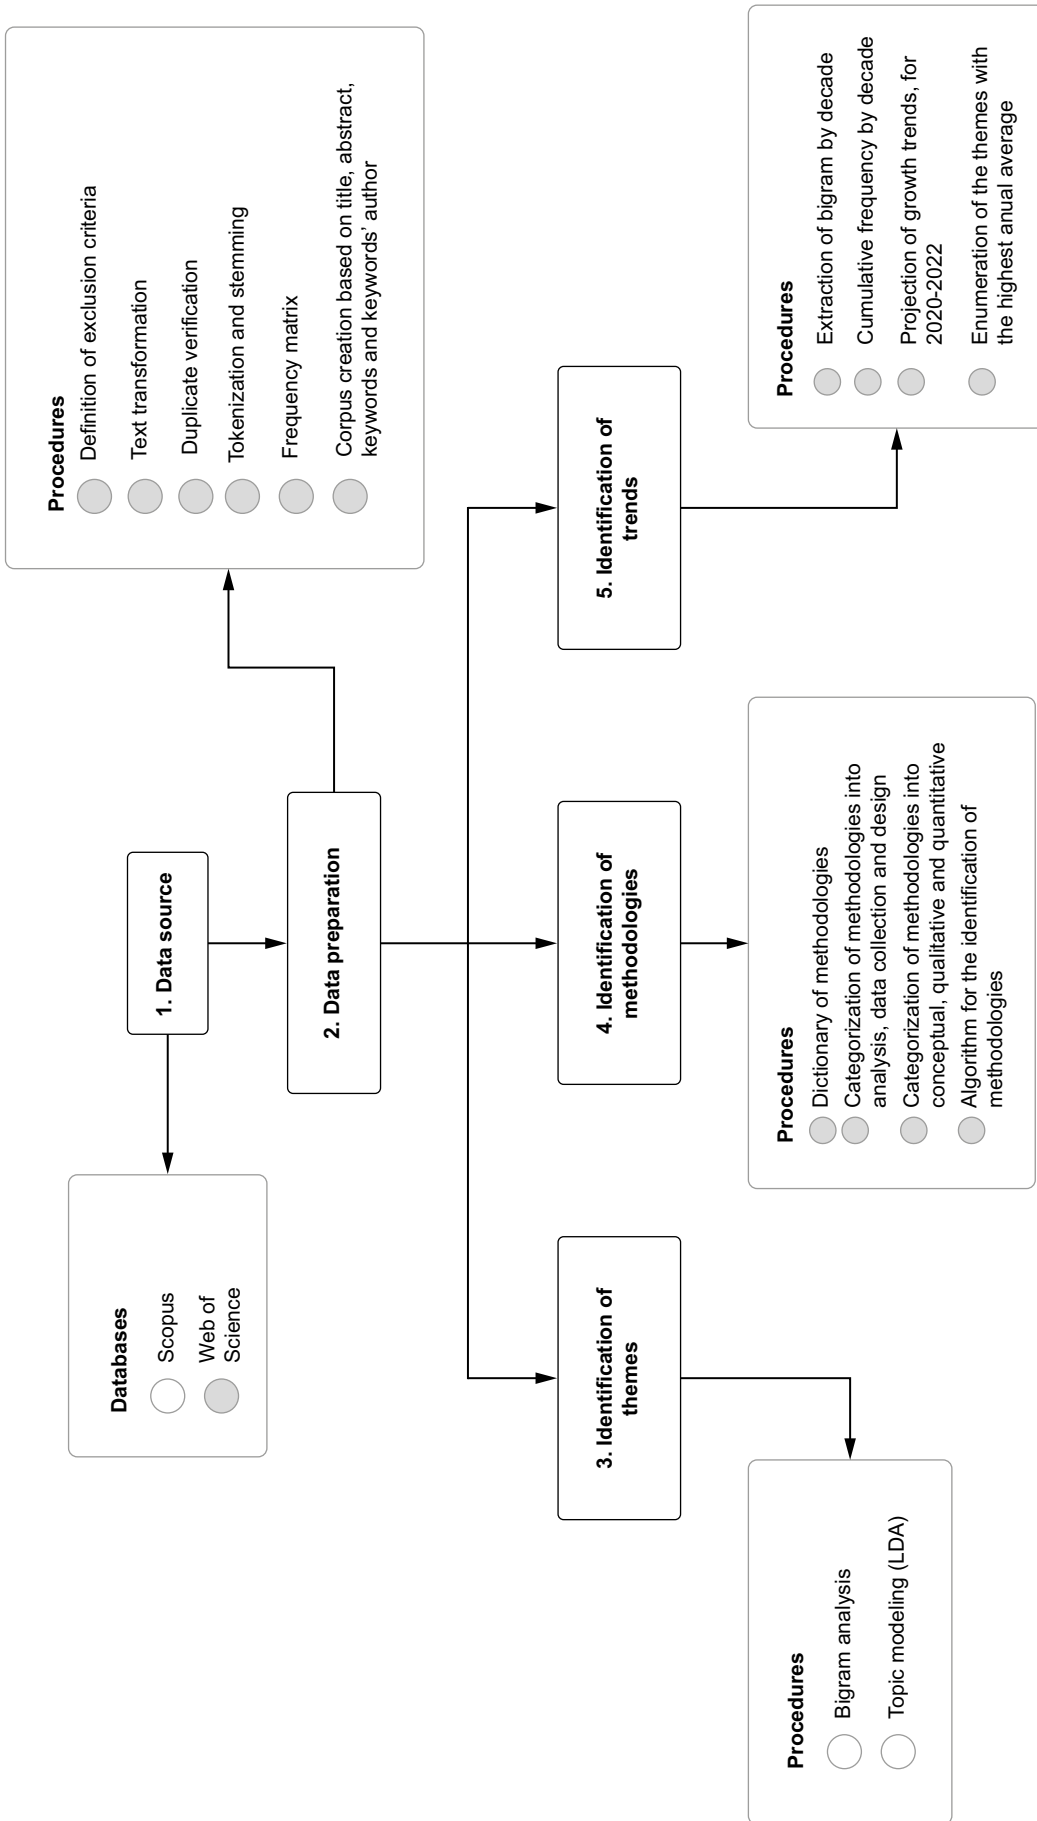 1. Data source
Databases
Scopus
Web of
Science
2. Data preparation
Procedures
Definition of exclusion criteria
Text transformation
Duplicate verification
Tokenization and stemming
Frequency matrix
Corpus creation based on title, abstract,
keywords and keywords’ author
3. Identification of
themes
Procedures
Bigram analysis
Topic modeling (LDA)
4. Identification of
methodologies
Procedures
Dictionary of methodologies
Categorization of methodologies into
analysis, data collection and design
Categorization of methodologies into
conceptual, qualitative and quantitative
Algorithm for the identification of
methodologies
5. Identification of
trends
Procedures
Extraction of bigram by decade
Cumulative frequency by decade
Projection of growth trends, for
2020-2022
Enumeration of the themes with
the highest anual average